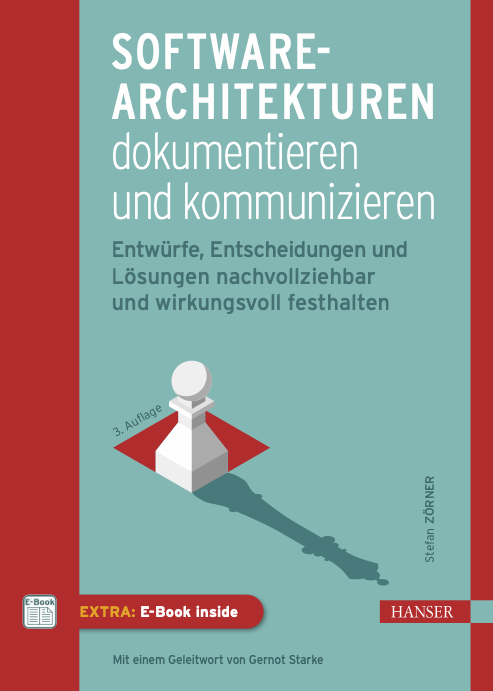 SOFTWARE-
ARCHITEKTUREN
dokumentieren
und kommunizieren
Entwürfe, Entscheidungen und
Lösungen nachvollziehbar
und wirkungsvoll festhalten
3. Auflage
Stefan ZÖRNER
E-Book
EXTRA: E-Book inside
HANSER
Mit einem Geleitwort von Gernot Starke